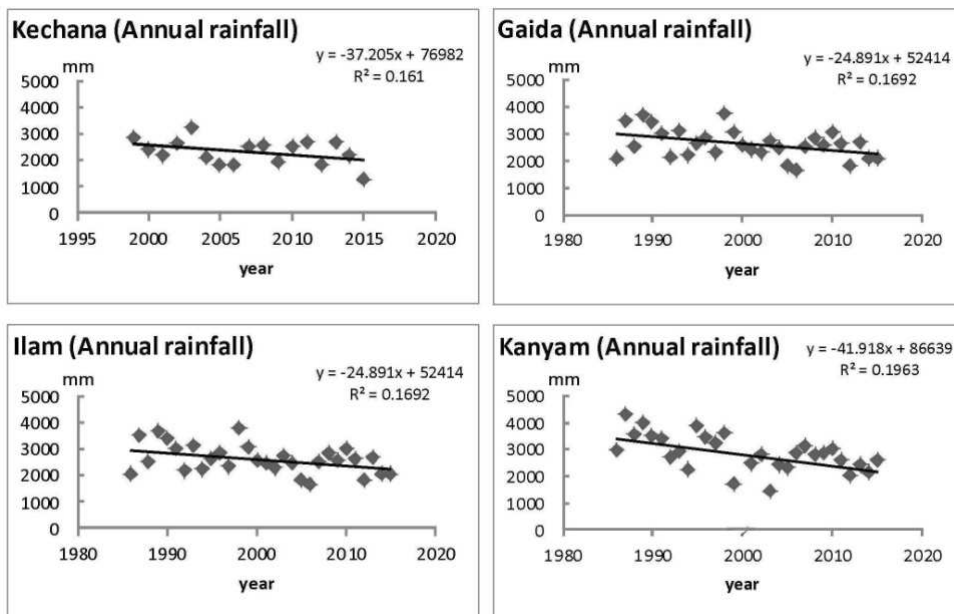 Kechana (Annual rainfall)
y = -37.205x + 76982
R² = 0.161
mm
5000
4000
3000
2000
1000
0
1995 2000 2005 2010 2015 2020
year
Gaida (Annual rainfall)
y = -24.891x + 52414
R² = 0.1692
mm
5000
4000
3000
2000
1000
0
1980 1990 2000 2010 2020
year
Ilam (Annual rainfall)
y = -24.891x + 52414
R² = 0.1692
mm
5000
4000
3000
2000
1000
0
1980 1990 2000 2010 2020
year
Kanyam (Annual rainfall)
y = -41.918x + 86639
R² = 0.1963
mm
5000
4000
3000
2000
1000
0
1980 1990 2000 2010 2020
year